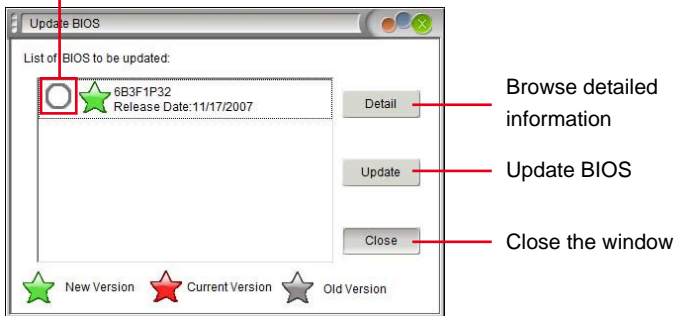 Update BIOS
List of BIOS to be updated:
6B3F1P32
Release Date:11/17/2007
Detail
Update
Close
New Version
Current Version
Old Version
Browse detailed
information
Update BIOS
Close the window